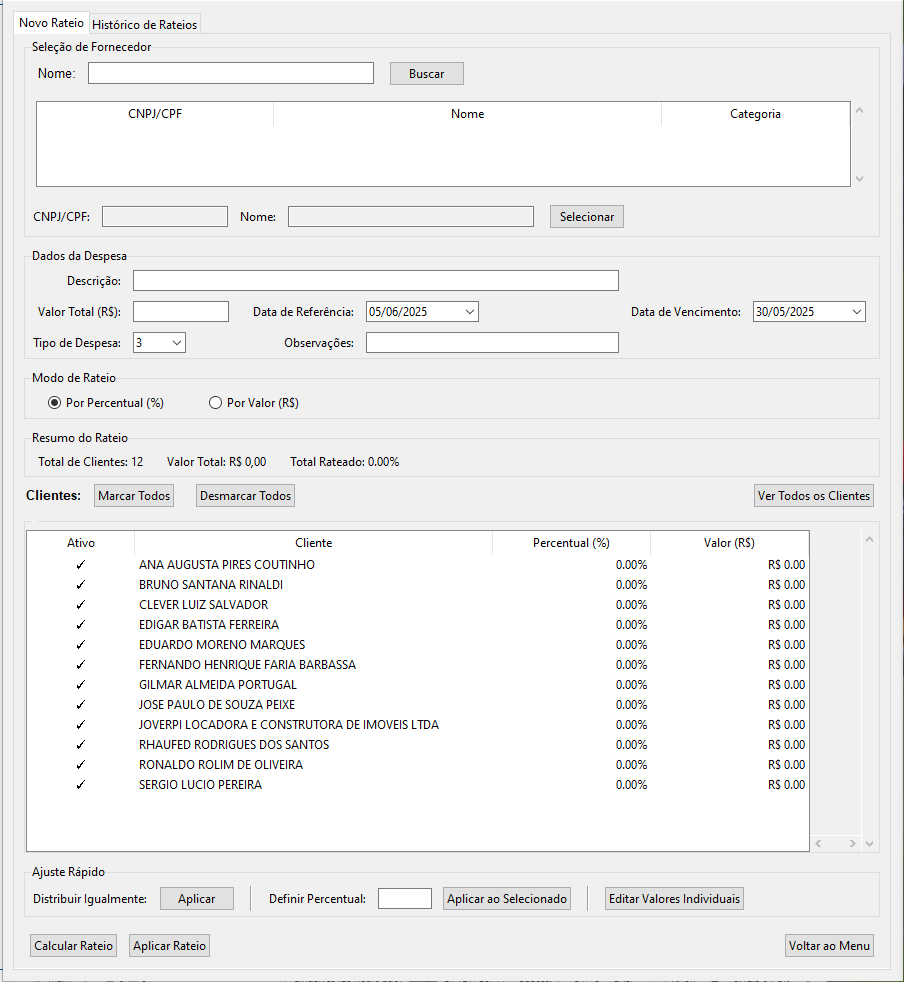 Novo Rateio Histórico de Rateios
Seleção de Fornecedor
Nome: Buscar
CNPJ/CPF Nome Categoria
CNPJ/CPF: Nome: Selecionar
Dados da Despesa
Descrição:
Valor Total (R$): Data de Referência: 05/06/2025 Data de Vencimento: 30/05/2025
Tipo de Despesa: 3 Observações:
Modo de Rateio
Por Percentual (%) Por Valor (R$)
Resumo do Rateio
Total de Clientes: 12 Valor Total: R$ 0,00 Total Rateado: 0.00%
Clientes: Marcar Todos Desmarcar Todos Ver Todos os Clientes
Ativo Cliente Percentual (%) Valor (R$)
✓ ANA AUGUSTA PIRES COUTINHO 0.00% R$ 0.00
✓ BRUNO SANTANA RINALDI 0.00% R$ 0.00
✓ CLEVER LUIZ SALVADOR 0.00% R$ 0.00
✓ EDIGAR BATISTA FERREIRA 0.00% R$ 0.00
✓ EDUARDO MORENO MARQUES 0.00% R$ 0.00
✓ FERNANDO HENRIQUE FARIA BARBASSA 0.00% R$ 0.00
✓ GILMAR ALMEIDA PORTUGAL 0.00% R$ 0.00
✓ JOSE PAULO DE SOUZA PEIXE 0.00% R$ 0.00
✓ JOVERPI LOCADORA E CONSTRUTORA DE IMOVEIS LTDA 0.00% R$ 0.00
✓ RHAUFED RODRIGUES DOS SANTOS 0.00% R$ 0.00
✓ RONALDO ROLIM DE OLIVEIRA 0.00% R$ 0.00
✓ SERGIO LUCIO PEREIRA 0.00% R$ 0.00
Ajuste Rápido
Distribuir Igualmente: Aplicar Definir Percentual: Aplicar ao Selecionado Editar Valores Individuais
Calcular Rateio Aplicar Rateio Voltar ao Menu